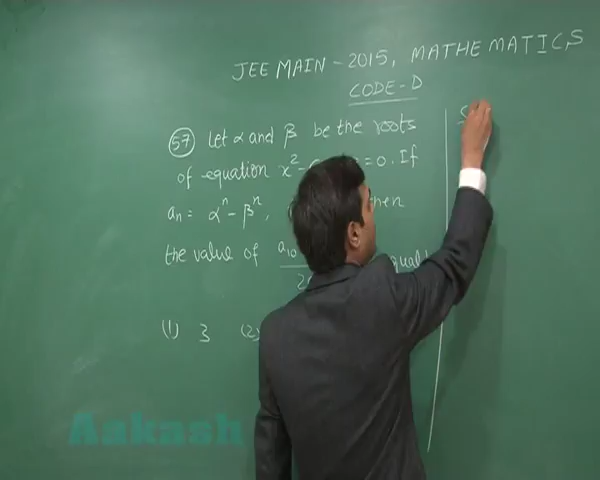 JEE MAIN - 2015, MATHEMATICS
CODE - D
57 Let α and β be the roots
of equation x² - = 0. If
aₙ = αⁿ - βⁿ,
the value of a₁₀ equal
(1) 3 (2)
Aakash